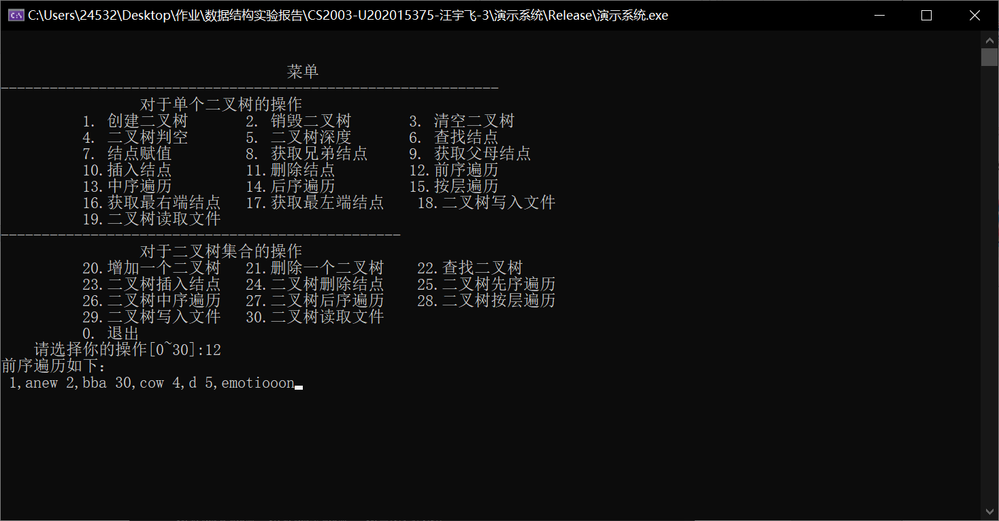 C:\Users\24532\Desktop\作业\数据结构实验报告\CS2003-U202015375-汪宇飞-3\演示系统\Release\演示系统.exe
菜单
-------------------------------------------------------------
对于单个二叉树的操作
1. 创建二叉树 2. 销毁二叉树 3. 清空二叉树
4. 二叉树判空 5. 二叉树深度 6. 查找结点
7. 结点赋值 8. 获取兄弟结点 9. 获取父母结点
10.插入结点 11.删除结点 12.前序遍历
13.中序遍历 14.后序遍历 15.按层遍历
16.获取最右端结点 17.获取最左端结点 18.二叉树写入文件
19.二叉树读取文件
-------------------------------------------------
对于二叉树集合的操作
20.增加一个二叉树 21.删除一个二叉树 22.查找二叉树
23.二叉树插入结点 24.二叉树删除结点 25.二叉树先序遍历
26.二叉树中序遍历 27.二叉树后序遍历 28.二叉树按层遍历
29.二叉树写入文件 30.二叉树读取文件
0. 退出
请选择你的操作[0~30]:12
前序遍历如下：
1,anew 2,bba 30,cow 4,d 5,emotiooon